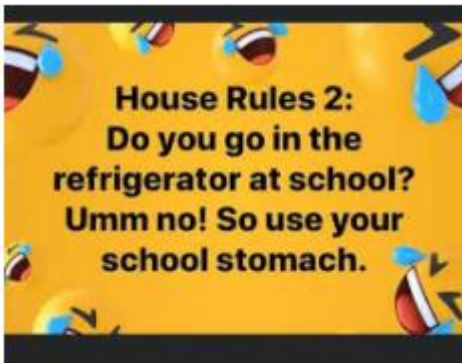 House Rules 2:
Do you go in the
refrigerator at school?
Umm no! So use your
school stomach.